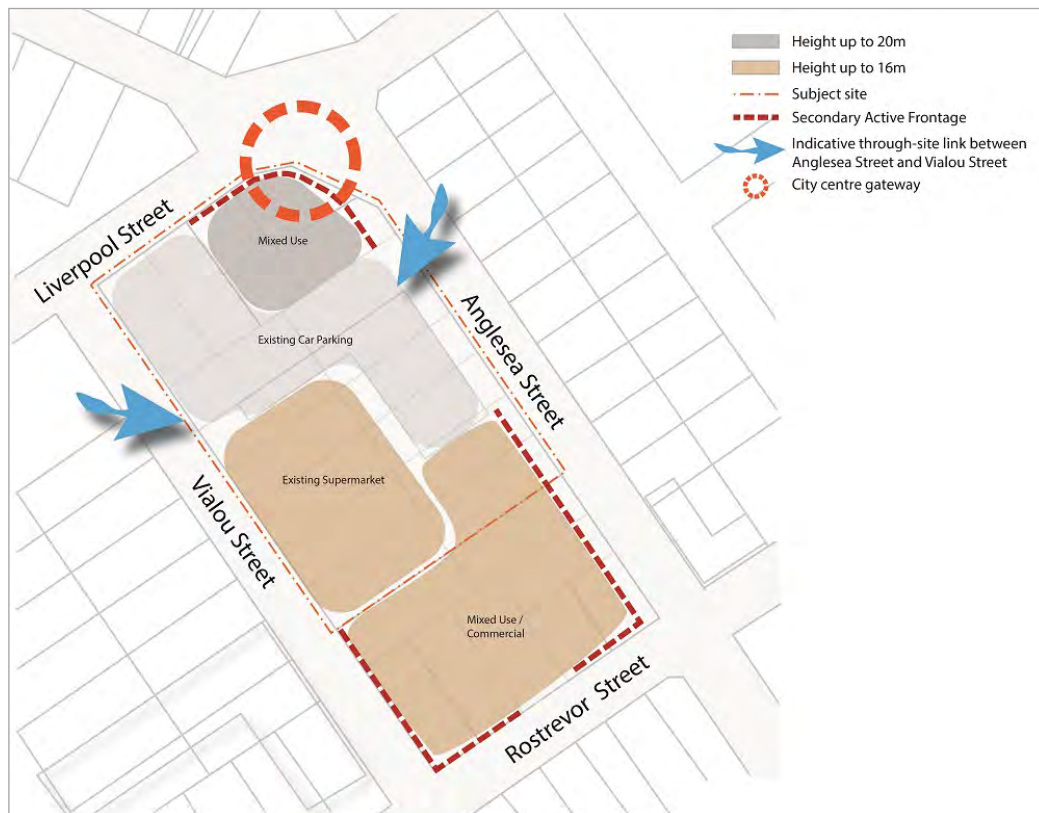 Height up to 20m
Height up to 16m
Subject site
Secondary Active Frontage
Indicative through-site link between
Anglesea Street and Vialou Street
City centre gateway
Liverpool Street
Mixed Use
Anglesea Street
Existing Car Parking
Existing Supermarket
Vialou Street
Mixed Use /
Commercial
Rostrevor Street